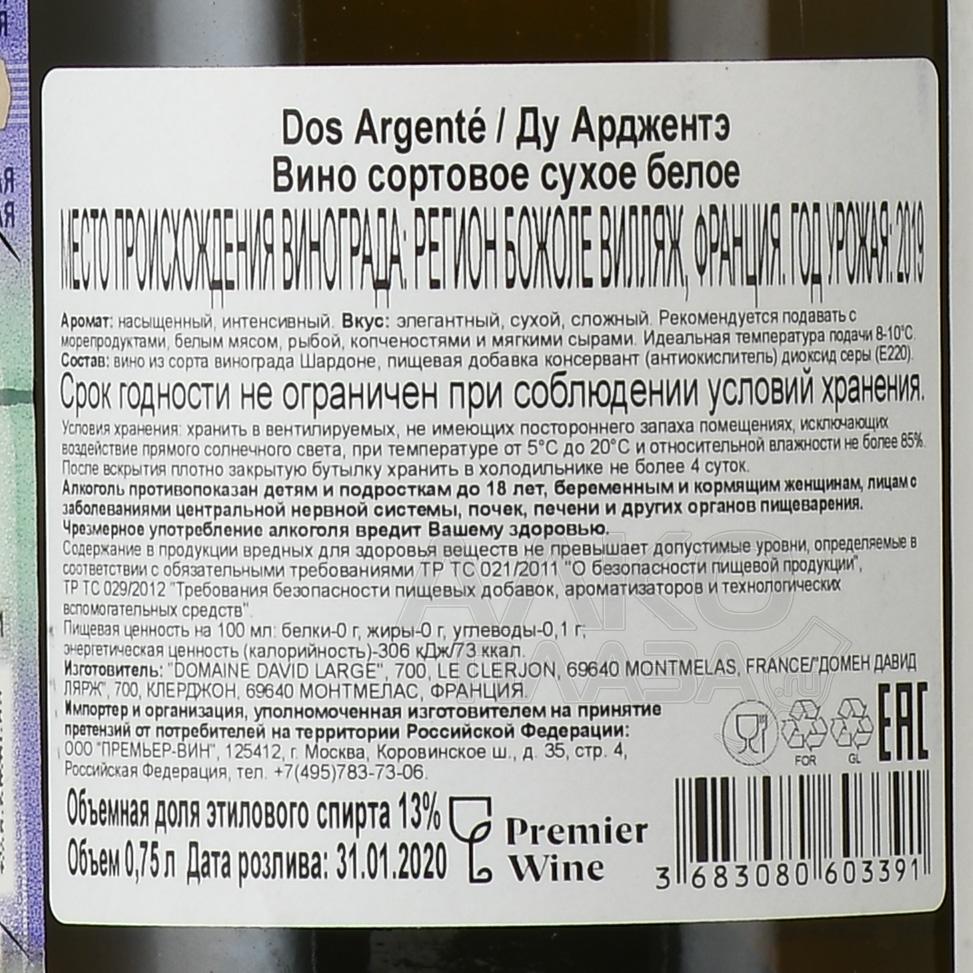 Dos Argenté / Ду Арджентэ
Вино сортовое сухое белое
МЕСТО ПРОИСХОЖДЕНИЯ ВИНОГРАДА: РЕГИОН БОЖОЛЕ ВИЛЛЯЖ, ФРАНЦИЯ. ГОД УРОЖАЯ: 2019
Аромат: насыщенный, интенсивный. Вкус: элегантный, сухой, сложный. Рекомендуется подавать с
морепродуктами, белым мясом, рыбой, копченостями и мягкими сырами. Идеальная температура подачи 8-10°C.
Состав: вино из сорта винограда Шардоне, пищевая добавка консервант (антиокислитель) диоксид серы (E220).
Срок годности не ограничен при соблюдении условий хранения.
Условия хранения: хранить в вентилируемых, не имеющих постороннего запаха помещениях, исключающих
воздействие прямого солнечного света, при температуре от 5°C до 20°C и относительной влажности не более 85%.
После вскрытия плотно закрытую бутылку хранить в холодильнике не более 4 суток.
Алкоголь противопоказан детям и подросткам до 18 лет, беременным и кормящим женщинам, лицам с
заболеваниями центральной нервной системы, почек, печени и других органов пищеварения.
Чрезмерное употребление алкоголя вредит Вашему здоровью.
Содержание в продукции вредных для здоровья веществ не превышает допустимые уровни, определяемые в
соответствии с обязательными требованиями ТР ТС 021/2011 "О безопасности пищевой продукции",
ТР ТС 029/2012 "Требования безопасности пищевых добавок, ароматизаторов и технологических
вспомогательных средств".
Пищевая ценность на 100 мл: белки-0 г, жиры-0 г, углеводы-0,1 г;
энергетическая ценность (калорийность)-306 кДж/73 ккал.
Изготовитель: "DOMAINE DAVID LARGE", 700, LE CLERJON, 69640 MONTMELAS, FRANCE/"ДОМЕН ДАВИД
ЛЯРЖ", 700, КЛЕРДЖОН, 69640 МОНТМЕЛАС, ФРАНЦИЯ.
Импортер и организация, уполномоченная изготовителем на принятие
претензий от потребителей на территории Российской Федерации:
ООО "ПРЕМЬЕР-ВИН", 125412, г. Москва, Коровинское ш., д. 35, стр. 4,
Российская Федерация, тел. +7(495)783-73-06.
FOR GL EAC
Объемная доля этилового спирта 13%
Объем 0,75 л Дата розлива: 31.01.2020
Premier
Wine
3 683080 603391
АЛКО
ПЛАЗА.ru